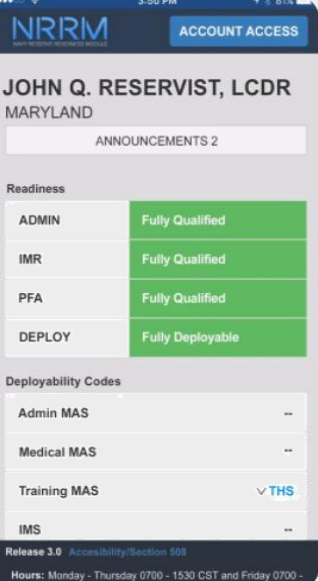 3:50 PM 81%
NRRM ACCOUNT ACCESS
NAVY RESERVE READINESS MODULE
JOHN Q. RESERVIST, LCDR
MARYLAND
ANNOUNCEMENTS 2
Readiness
ADMIN Fully Qualified
IMR Fully Qualified
PFA Fully Qualified
DEPLOY Fully Deployable
Deployability Codes
Admin MAS --
Medical MAS --
Training MAS THS
IMS --
Release 3.0 Accesibility/Section 508
Hours: Monday - Thursday 0700 - 1530 CST and Friday 0700 -